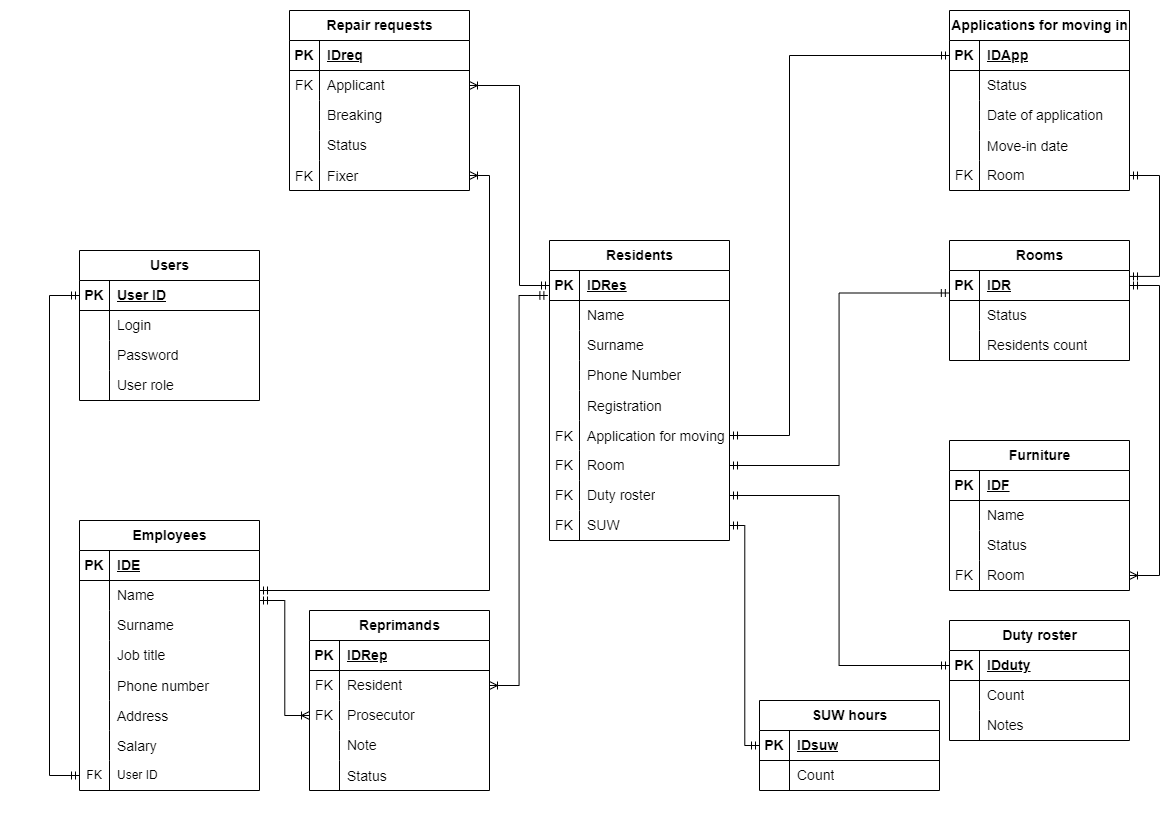 Repair requests
PK IDreq
FK Applicant
Breaking
Status
FK Fixer
Applications for moving in
PK IDApp
Status
Date of application
Move-in date
FK Room
Users
PK User ID
Login
Password
User role
Residents
PK IDRes
Name
Surname
Phone Number
Registration
FK Application for moving
FK Room
FK Duty roster
FK SUW
Rooms
PK IDR
Status
Residents count
Furniture
PK IDF
Name
Status
FK Room
Employees
PK IDE
Name
Surname
Job title
Phone number
Address
Salary
FK User ID
Reprimands
PK IDRep
FK Resident
FK Prosecutor
Note
Status
Duty roster
PK IDduty
Count
Notes
SUW hours
PK IDsuw
Count